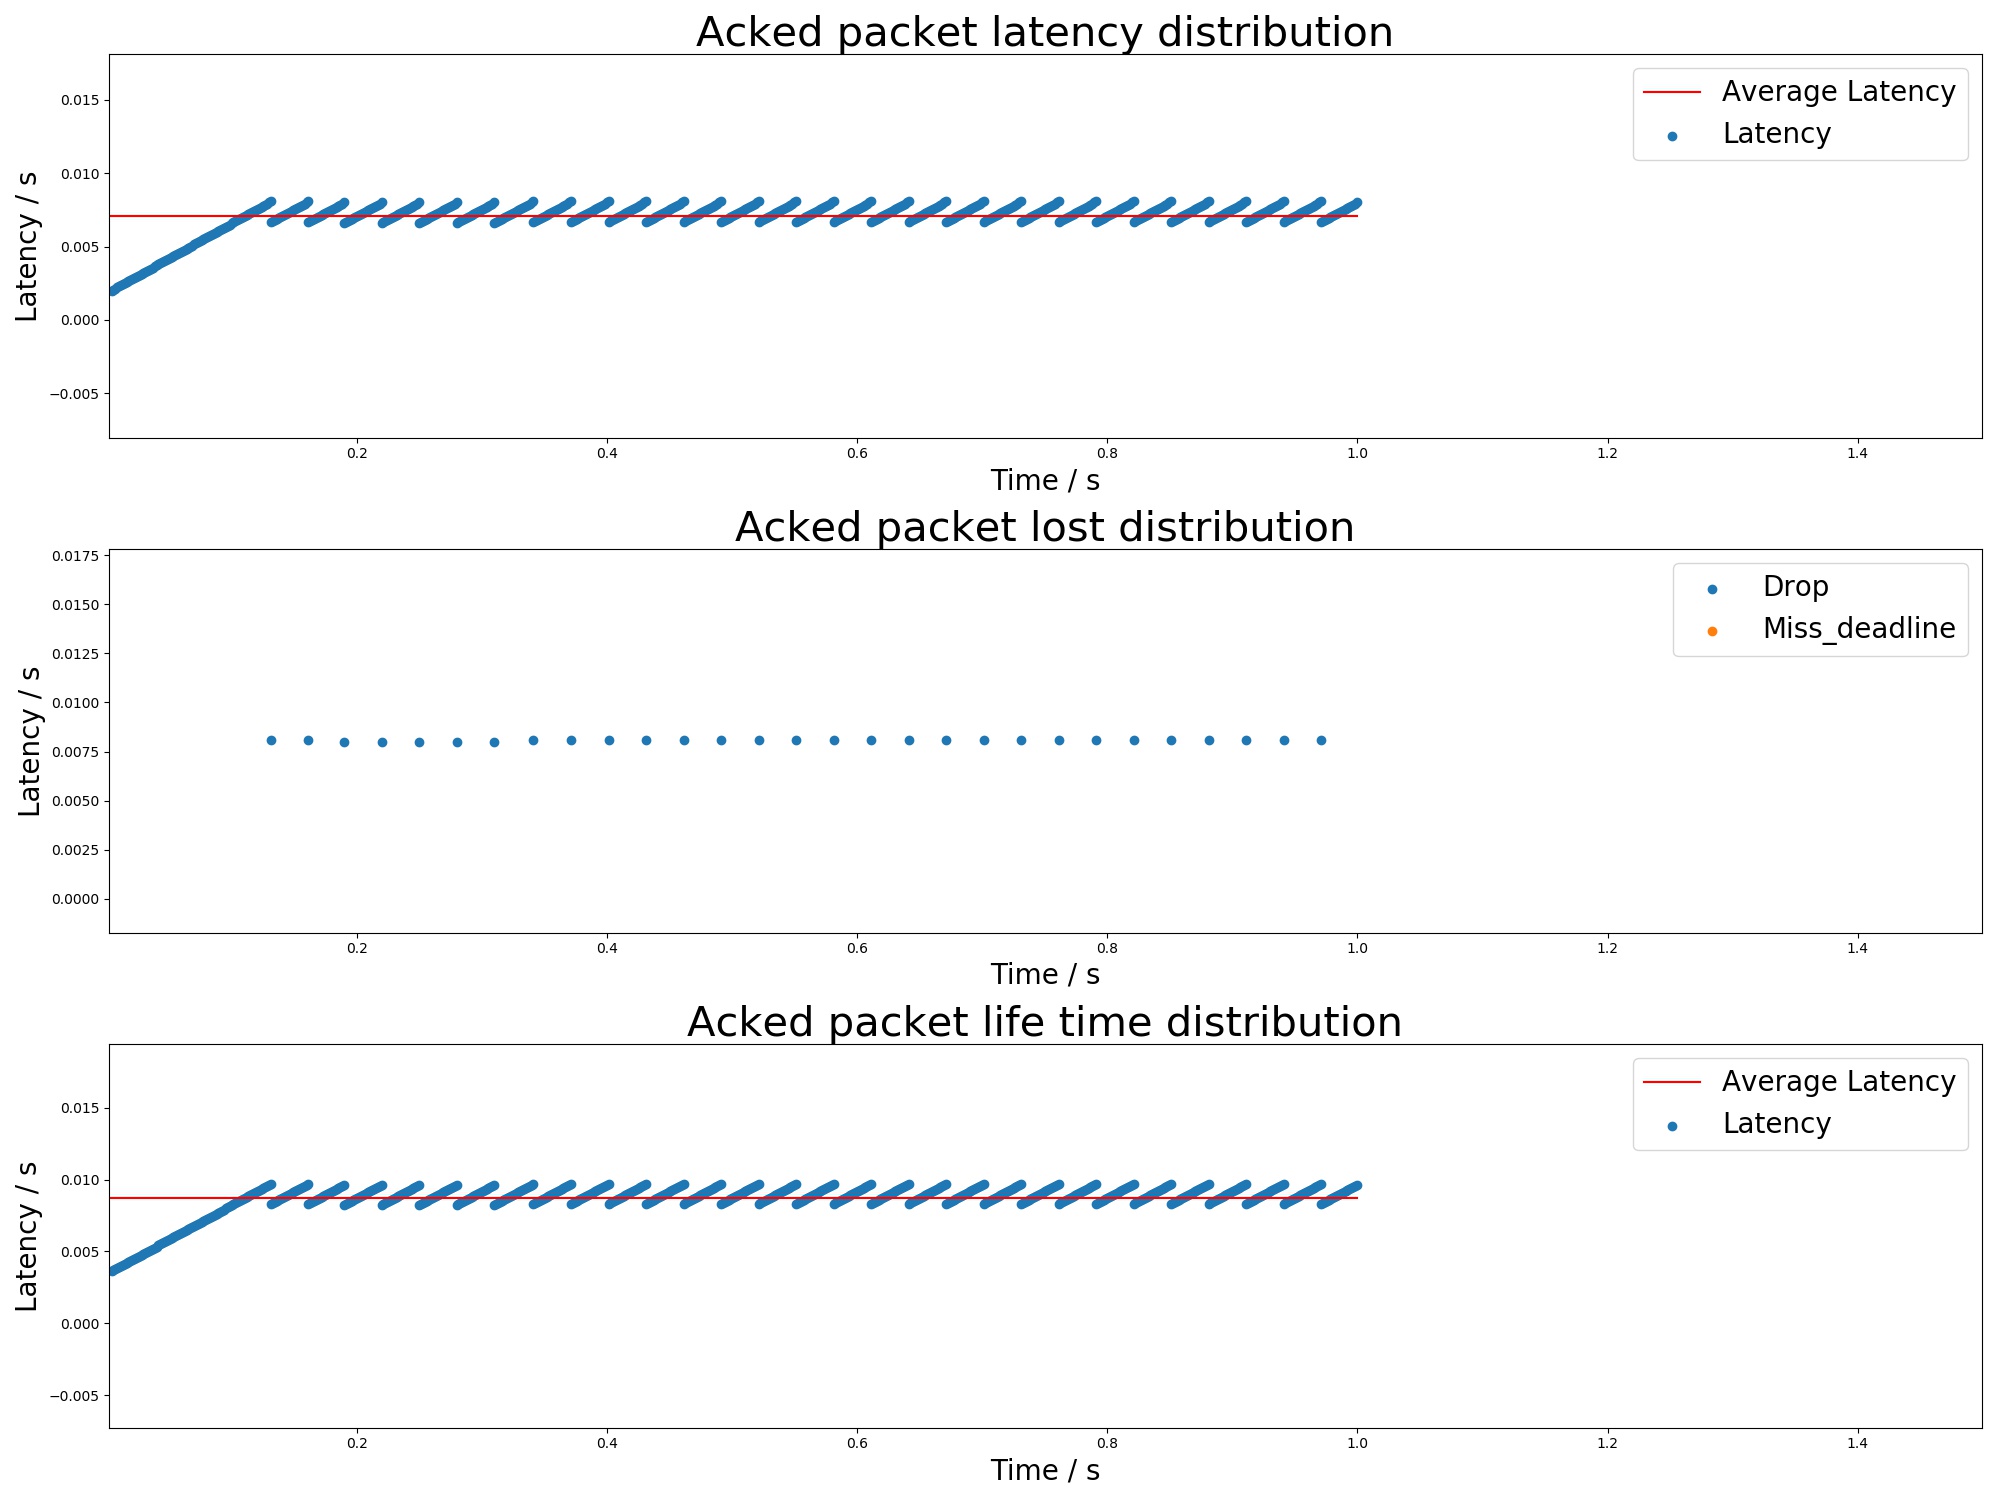 Acked packet latency distribution
Average Latency
Latency
0.015
0.010
0.005
0.000
−0.005
Latency / s
0.2 0.4 0.6 0.8 1.0 1.2 1.4
Time / s
Acked packet lost distribution
Drop
Miss_deadline
0.0175
0.0150
0.0125
0.0100
0.0075
0.0050
0.0025
0.0000
Latency / s
0.2 0.4 0.6 0.8 1.0 1.2 1.4
Time / s
Acked packet life time distribution
Average Latency
Latency
0.015
0.010
0.005
0.000
−0.005
Latency / s
0.2 0.4 0.6 0.8 1.0 1.2 1.4
Time / s